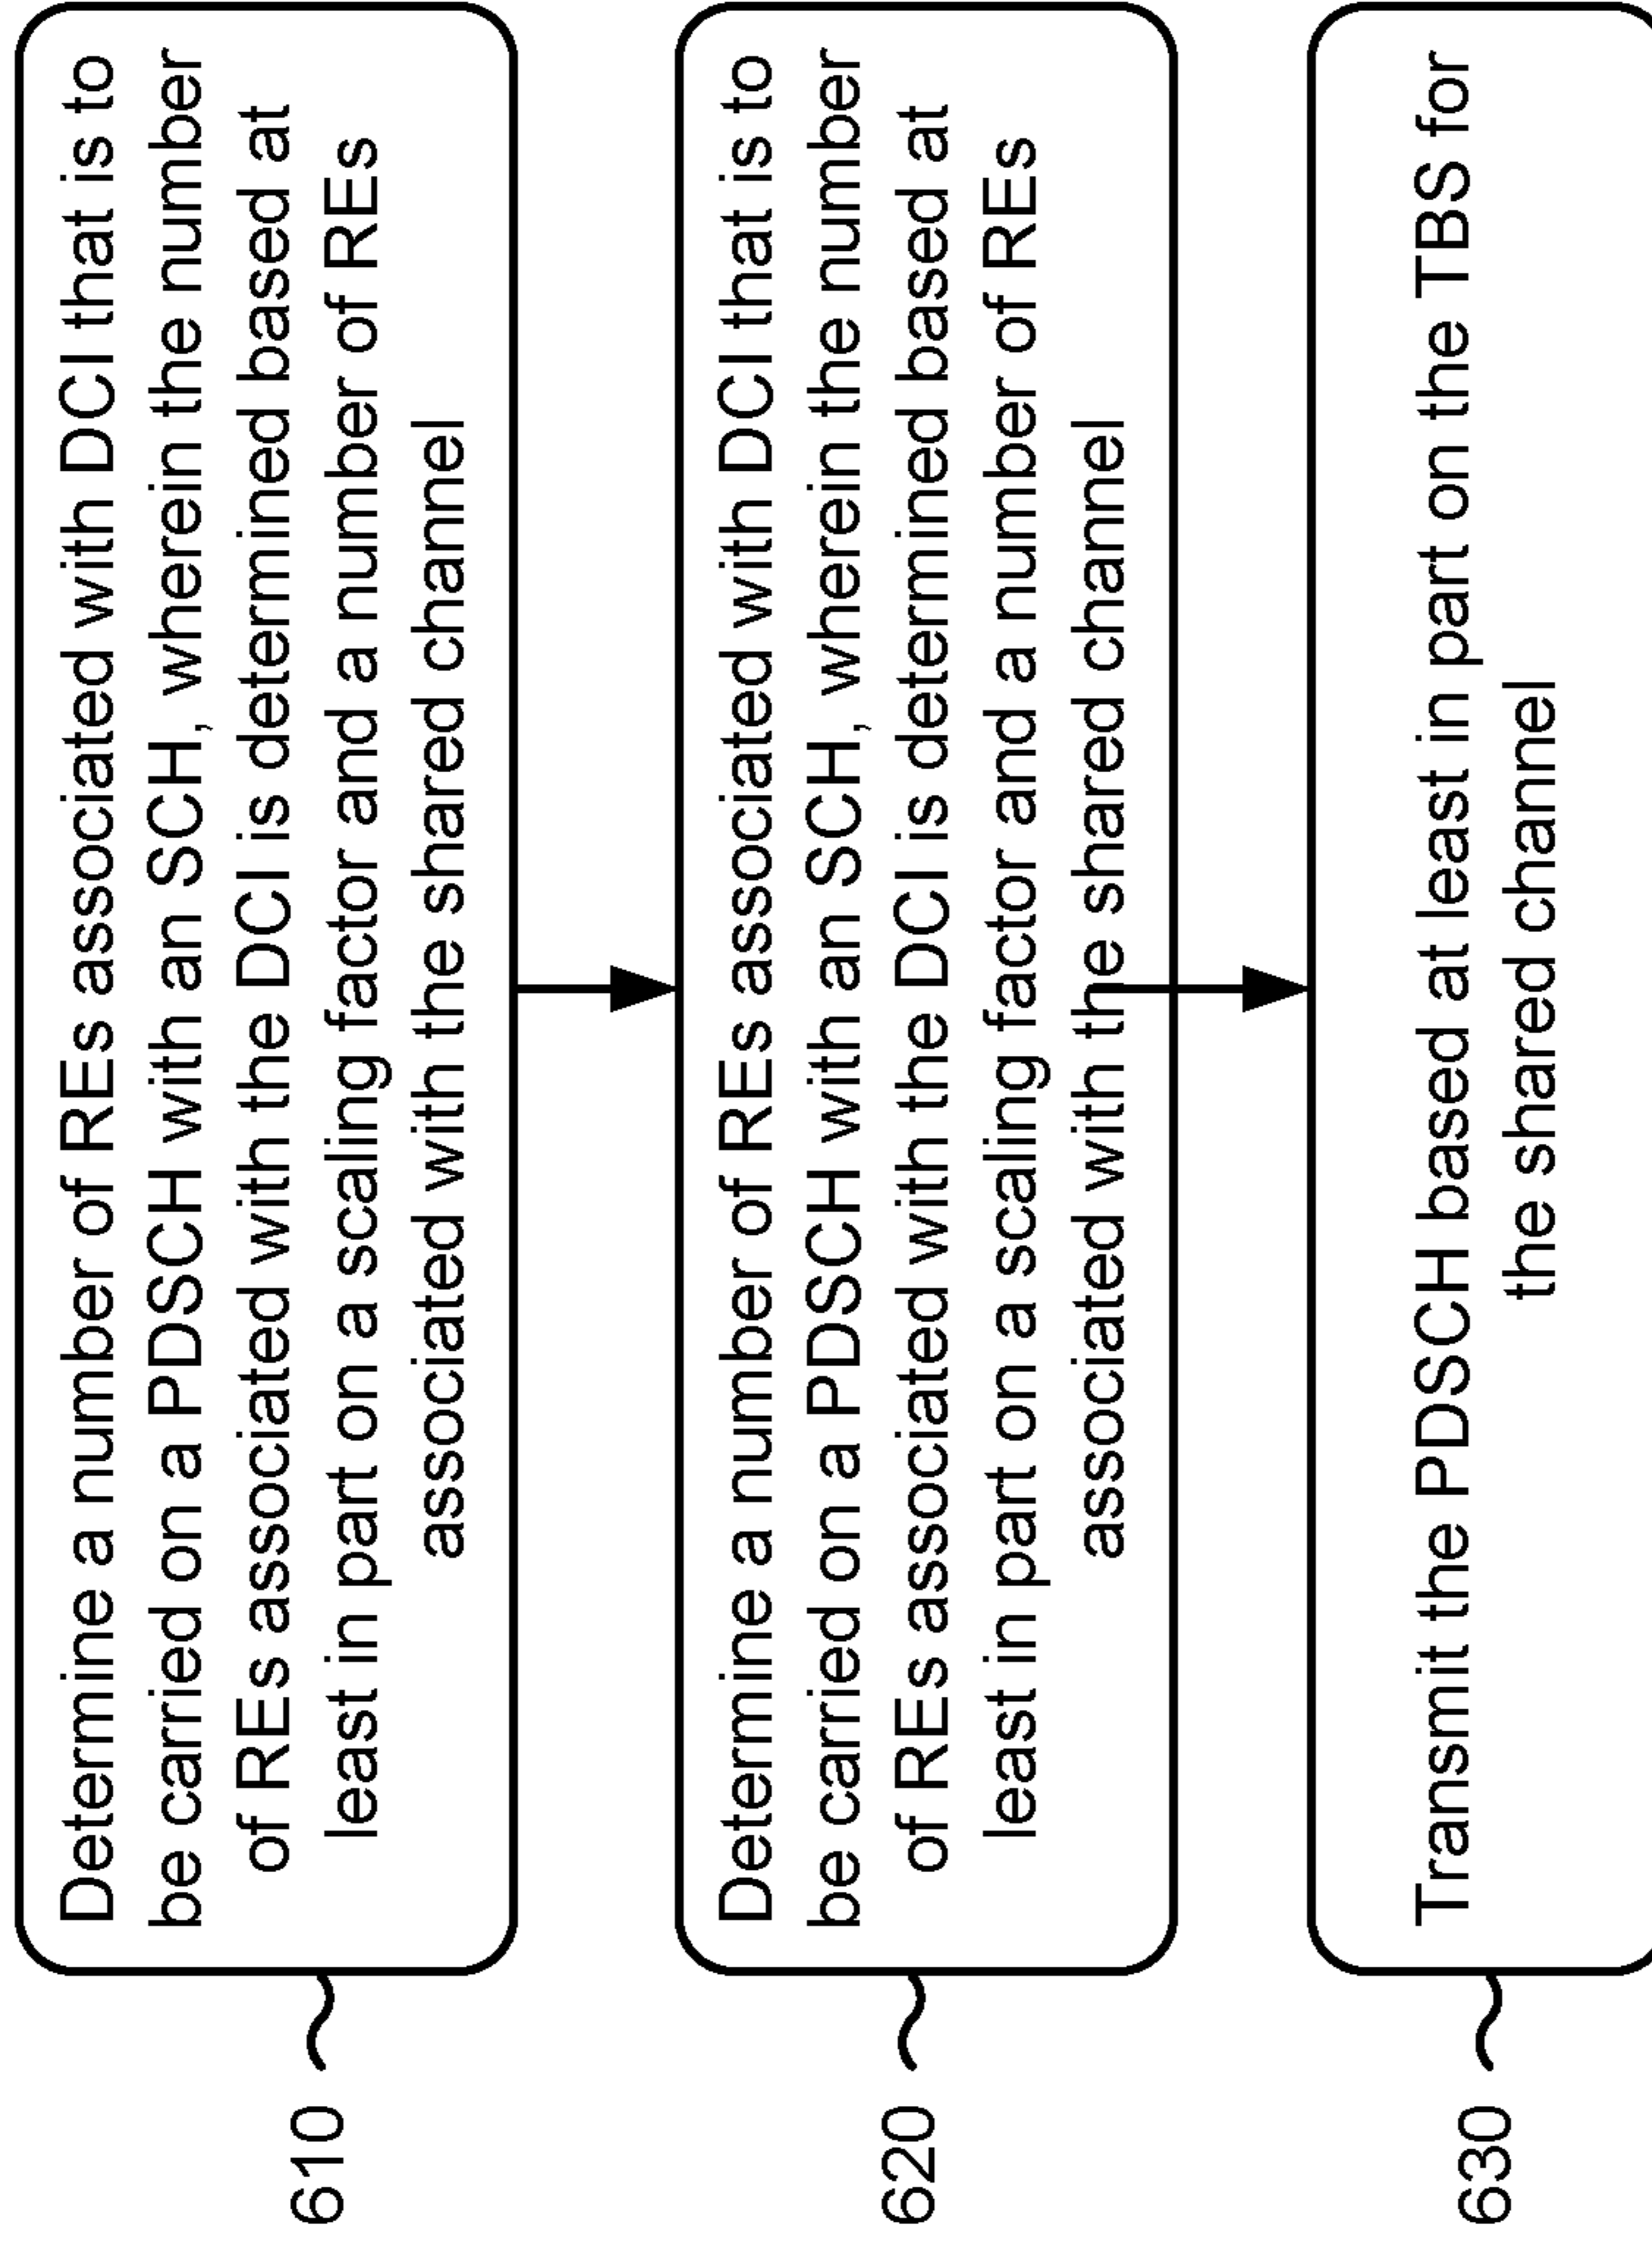 610
Determine a number of REs associated with DCI that is to
be carried on a PDSCH with an SCH, wherein the number
of REs associated with the DCI is determined based at
least in part on a scaling factor and a number of REs
associated with the shared channel
620
Determine a number of REs associated with DCI that is to
be carried on a PDSCH with an SCH, wherein the number
of REs associated with the DCI is determined based at
least in part on a scaling factor and a number of REs
associated with the shared channel
630
Transmit the PDSCH based at least in part on the TBS for
the shared channel